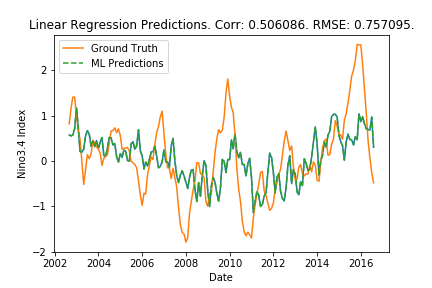 Linear Regression Predictions. Corr: 0.506086. RMSE: 0.757095.
Ground Truth
ML Predictions
Nino3.4 Index
2
1
0
−1
−2
2002 2004 2006 2008 2010 2012 2014 2016
Date